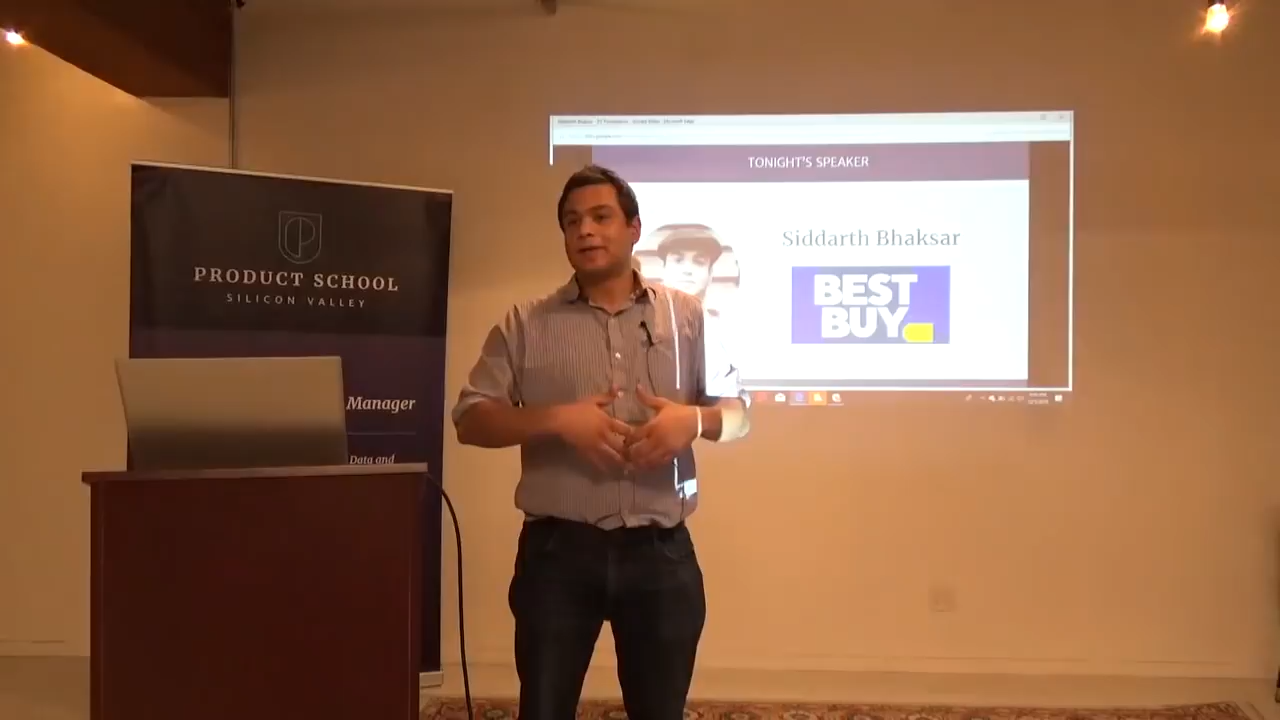 PRODUCT SCHOOL
SILICON VALLEY
Manager
Data and
TONIGHT'S SPEAKER
Siddarth Bhaksar
BEST
BUY